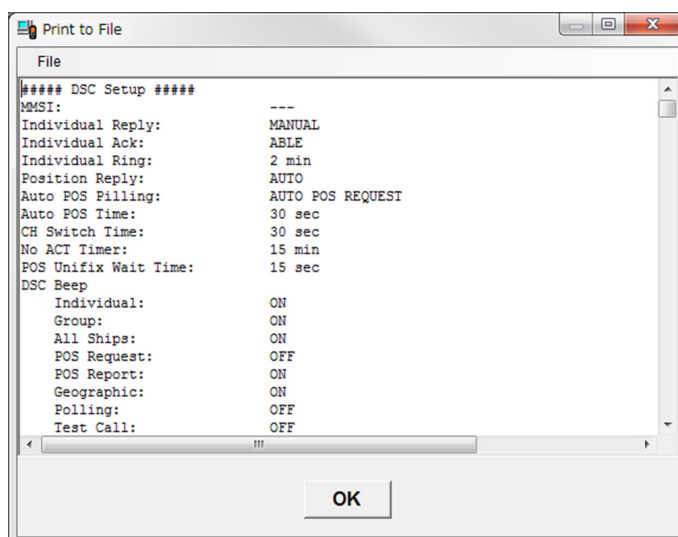 Print to File
File
##### DSC Setup #####
MMSI: ---
Individual Reply: MANUAL
Individual Ack: ABLE
Individual Ring: 2 min
Position Reply: AUTO
Auto POS Pilling: AUTO POS REQUEST
Auto POS Time: 30 sec
CH Switch Time: 30 sec
No ACT Timer: 15 min
POS Unifix Wait Time: 15 sec
DSC Beep
Individual: ON
Group: ON
All Ships: ON
POS Request: OFF
POS Report: ON
Geographic: ON
Polling: OFF
Test Call: OFF
OK